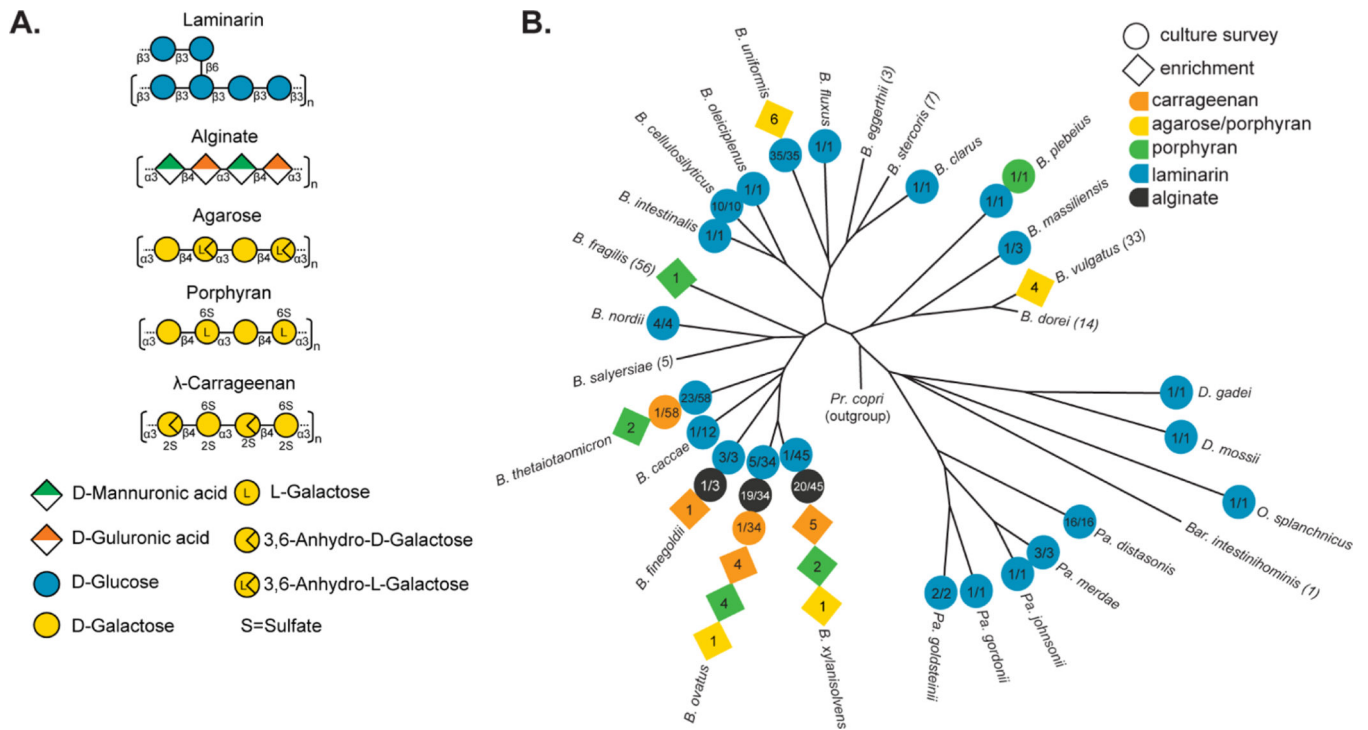 A.
Laminarin
β3 β3 β6
β3 β3 β3 β3 β3 n
Alginate
α3 β4 α3 β4 α3 n
Agarose
L L
α3 β4 α3 β4 α3 n
Porphyran
6S 6S
L L
α3 β4 α3 β4 α3 n
λ-Carrageenan
6S 6S
α3 β4 α3 β4 α3 n
2S 2S 2S 2S
D-Mannuronic acid
D-Guluronic acid
D-Glucose
D-Galactose
L L-Galactose
3,6-Anhydro-D-Galactose
L 3,6-Anhydro-L-Galactose
S=Sulfate
B.
culture survey
enrichment
carrageenan
agarose/porphyran
porphyran
laminarin
alginate
B. intestinalis
1/1
B. cellulosilyticus
10/10
B. oleiciplenus
1/1
B. uniformis
6
35/35
B. fluxus
1/1
B. eggerthii (3)
B. stercoris (7)
B. clarus
1/1
B. plebeius
1/1
1/1
B. massiliensis
1/3
B. vulgatus (33)
4
B. dorei (14)
Pr. copri
(outgroup)
D. gadei
1/1
D. mossii
1/1
O. splanchnicus
1/1
Bar. intestinihominis (1)
Pa. distasonis
16/16
Pa. merdae
3/3
Pa. johnsonii
1/1
Pa. gordonii
1/1
Pa. goldsteinii
2/2
B. xylanisolvens
1/45
20/45
5
2
1
B. ovatus
5/34
19/34
1/34
4
4
1
B. finegoldii
3/3
1/3
1
B. caccae
1/12
B. thetaiotaomicron
23/58
1/58
2
B. salyersiae (5)
B. nordii
4/4
B. fragilis (56)
1